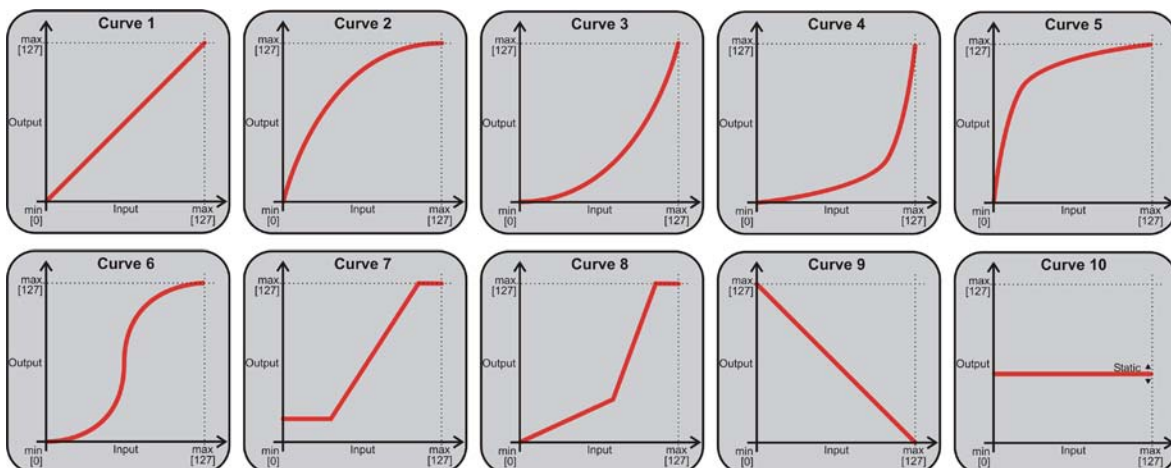 Curve 1
max
[127]
Output
min
[0]
Input
max
[127]
Curve 2
max
[127]
Output
min
[0]
Input
max
[127]
Curve 3
max
[127]
Output
min
[0]
Input
max
[127]
Curve 4
max
[127]
Output
min
[0]
Input
max
[127]
Curve 5
max
[127]
Output
min
[0]
Input
max
[127]
Curve 6
max
[127]
Output
min
[0]
Input
max
[127]
Curve 7
max
[127]
Output
min
[0]
Input
max
[127]
Curve 8
max
[127]
Output
min
[0]
Input
max
[127]
Curve 9
max
[127]
Output
min
[0]
Input
max
[127]
Curve 10
max
[127]
Output
Static
min
[0]
Input
max
[127]